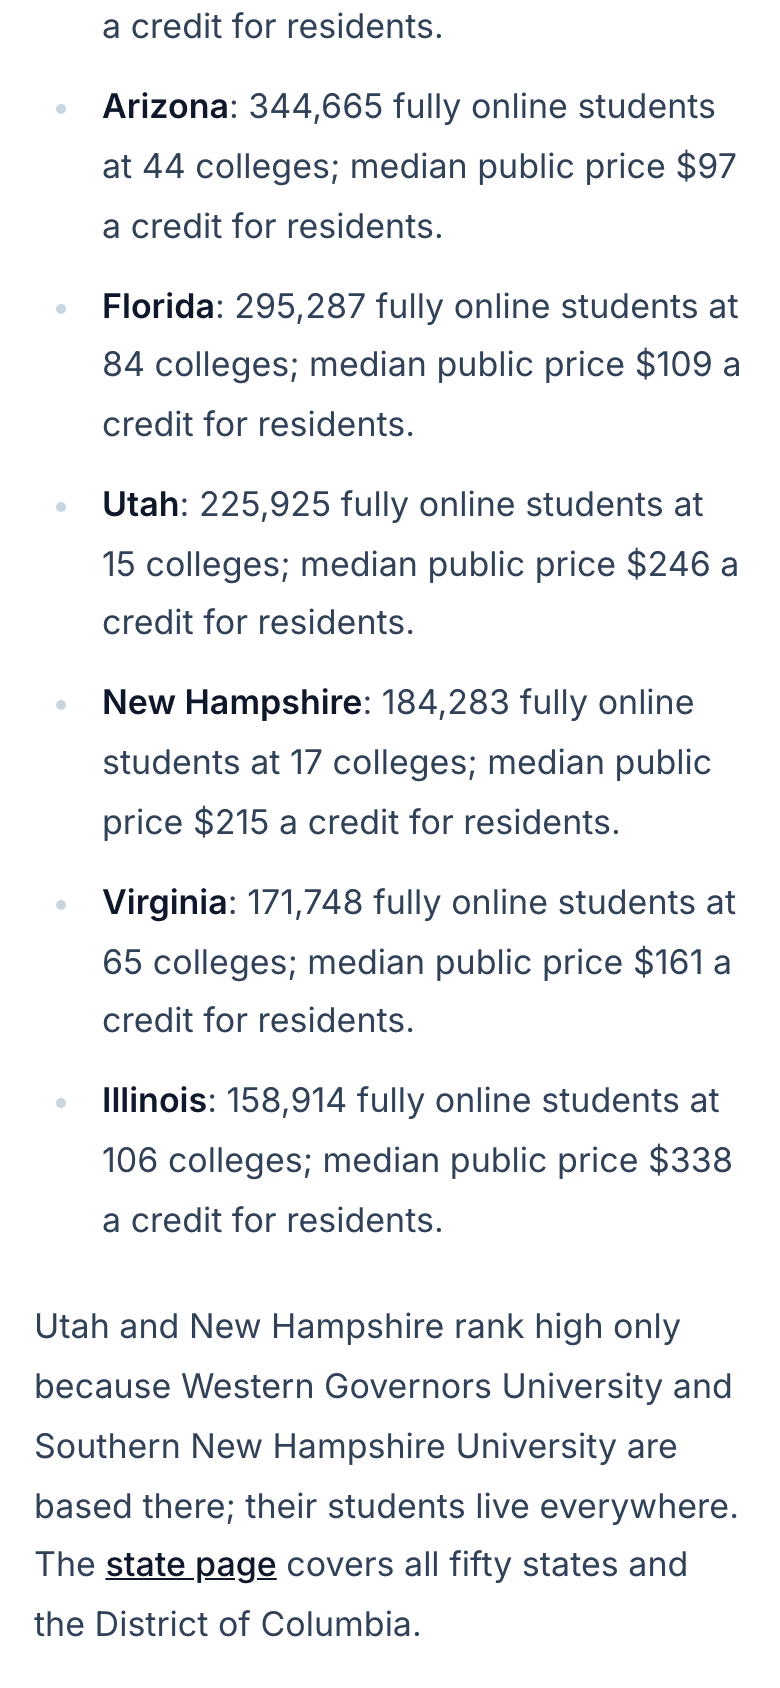 a credit for residents.
Arizona: 344,665 fully online students
at 44 colleges; median public price $97
a credit for residents.
Florida: 295,287 fully online students at
84 colleges; median public price $109 a
credit for residents.
Utah: 225,925 fully online students at
15 colleges; median public price $246 a
credit for residents.
New Hampshire: 184,283 fully online
students at 17 colleges; median public
price $215 a credit for residents.
Virginia: 171,748 fully online students at
65 colleges; median public price $161 a
credit for residents.
Illinois: 158,914 fully online students at
106 colleges; median public price $338
a credit for residents.
Utah and New Hampshire rank high only
because Western Governors University and
Southern New Hampshire University are
based there; their students live everywhere.
The state page covers all fifty states and
the District of Columbia.